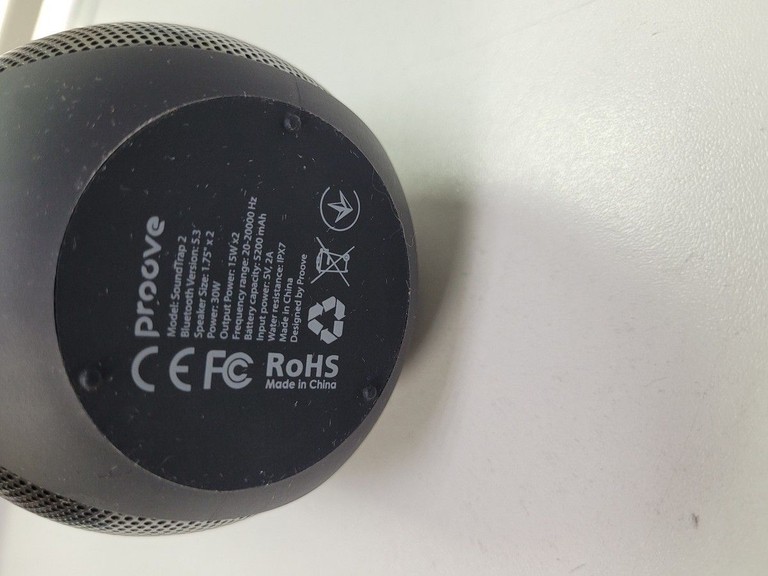 proove
Model: SoundTrap 2
Bluetooth Version: 5.3
Speaker Size: 1.75" x 2
Power: 30W
Output Power: 15W x2
Frequency range: 20-20000 Hz
Battery capacity: 5200 mAh
Input power: 5V, 2A
Water resistance: IPX7
Made in China
Designed by Proove
CE FC
RoHS
Made in China